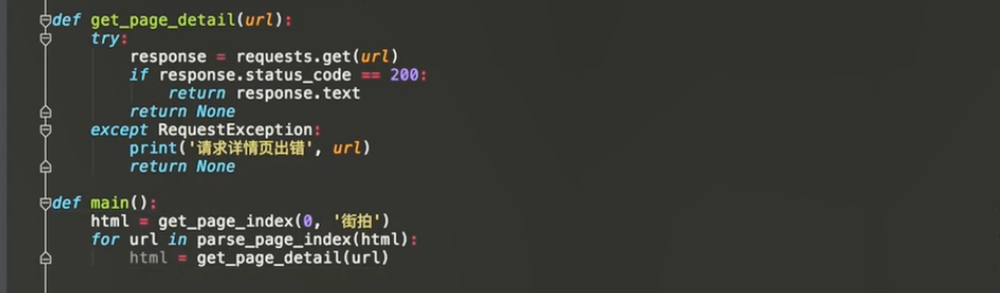 def get_page_detail(url):
    try:
        response = requests.get(url)
        if response.status_code == 200:
            return response.text
        return None
    except RequestException:
        print('请求详情页出错', url)
        return None
def main():
    html = get_page_index(0, '街拍')
    for url in parse_page_index(html):
        html = get_page_detail(url)